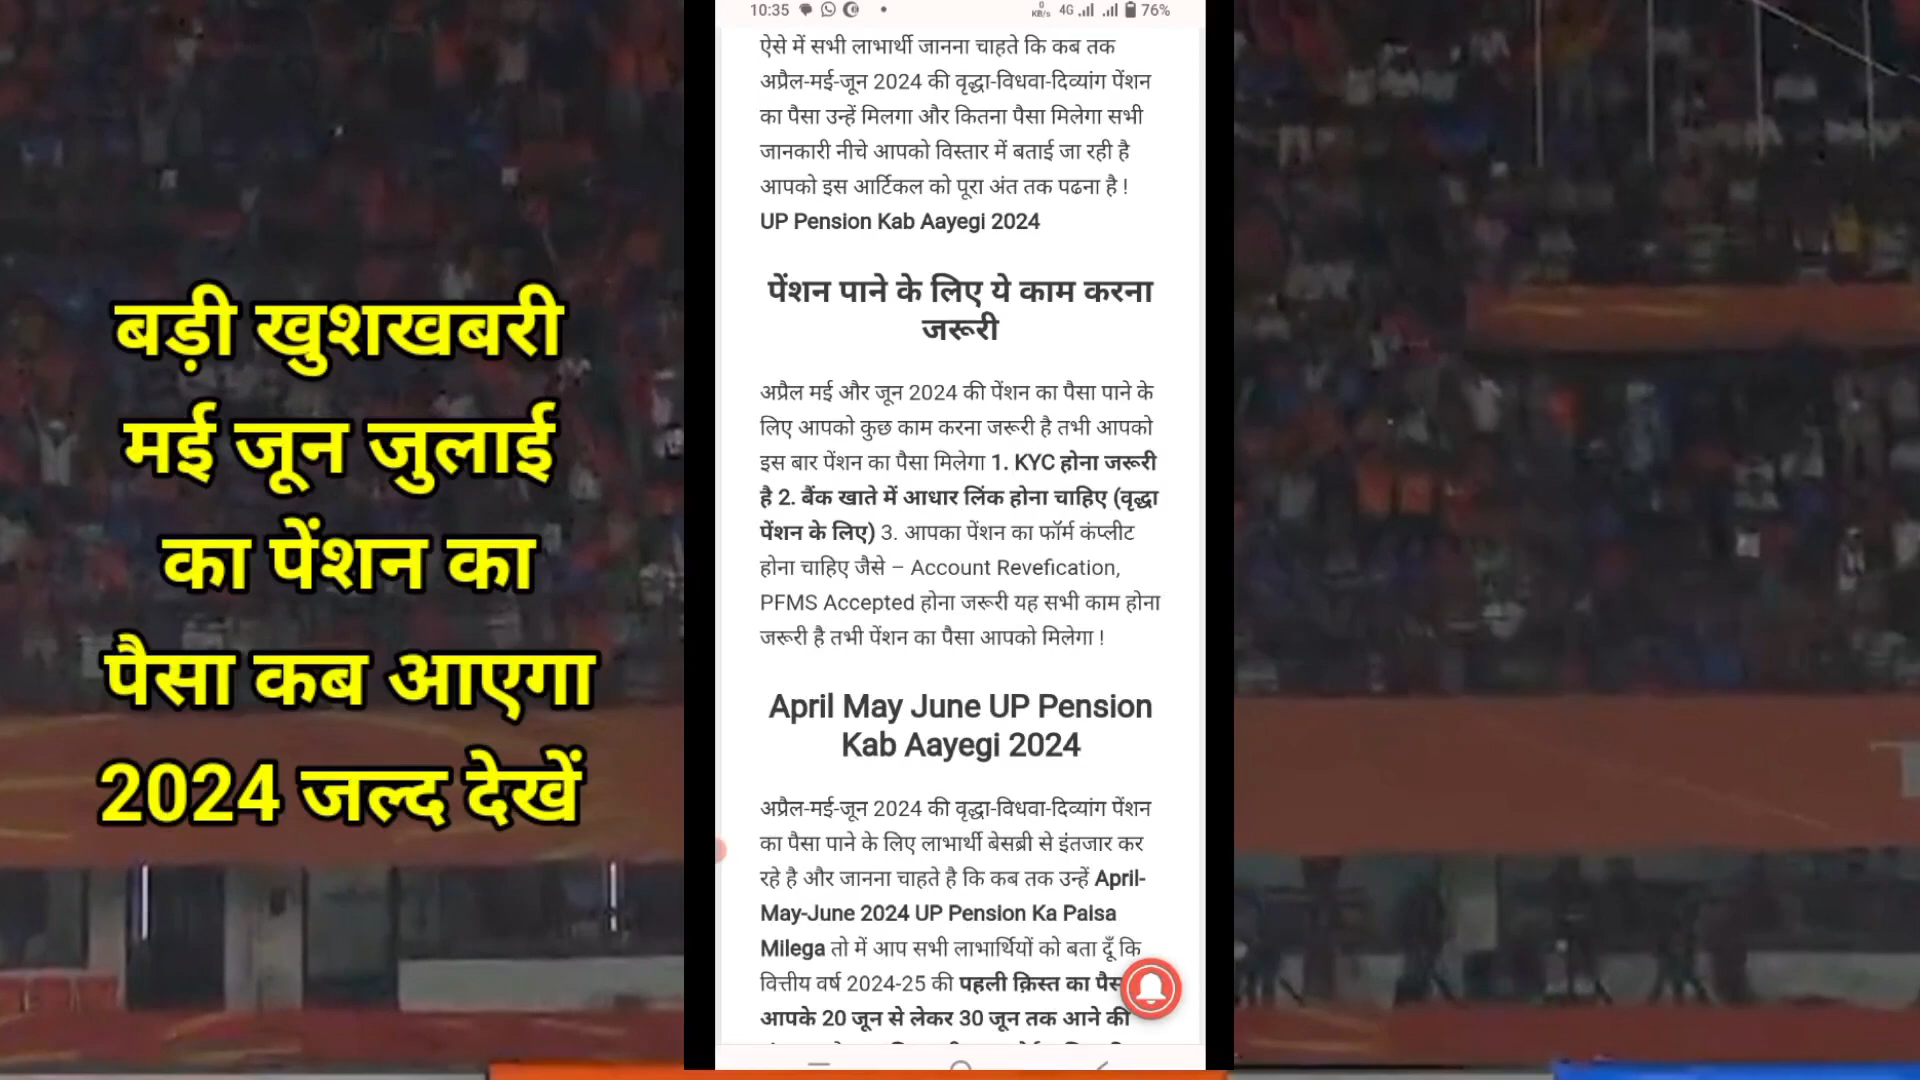 बड़ी खुशखबरी
मई जून जुलाई
का पेंशन का
पैसा कब आएगा
2024 जल्द देखें
10:35
0
KB/s
4G
76%
ऐसे में सभी लाभार्थी जानना चाहते कि कब तक
अप्रैल-मई-जून 2024 की वृद्धा-विधवा-दिव्यांग पेंशन
का पैसा उन्हें मिलगा और कितना पैसा मिलेगा सभी
जानकारी नीचे आपको विस्तार में बताई जा रही है
आपको इस आर्टिकल को पूरा अंत तक पढना है !
UP Pension Kab Aayegi 2024
पेंशन पाने के लिए ये काम करना
जरूरी
अप्रैल मई और जून 2024 की पेंशन का पैसा पाने के
लिए आपको कुछ काम करना जरूरी है तभी आपको
इस बार पेंशन का पैसा मिलेगा 1. KYC होना जरूरी
है 2. बैंक खाते में आधार लिंक होना चाहिए (वृद्धा
पेंशन के लिए) 3. आपका पेंशन का फॉर्म कंप्लीट
होना चाहिए जैसे – Account Revefication,
PFMS Accepted होना जरूरी यह सभी काम होना
जरूरी है तभी पेंशन का पैसा आपको मिलेगा !
April May June UP Pension
Kab Aayegi 2024
अप्रैल-मई-जून 2024 की वृद्धा-विधवा-दिव्यांग पेंशन
का पैसा पाने के लिए लाभार्थी बेसब्री से इंतजार कर
रहे है और जानना चाहते है कि कब तक उन्हें April-
May-June 2024 UP Pension Ka Paisa
Milega तो में आप सभी लाभार्थियों को बता दूँ कि
वित्तीय वर्ष 2024-25 की पहली क़िस्त का
आपके 20 जून से लेकर 30 जून तक आने की